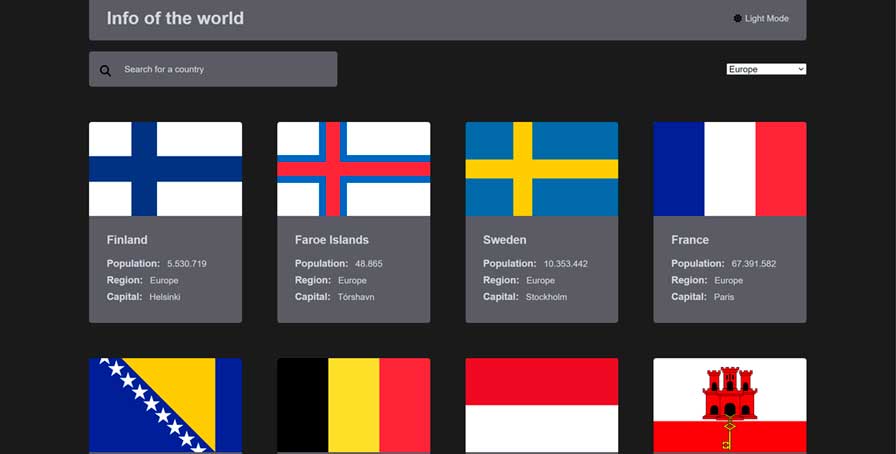 Info of the world
Light Mode
Search for a country
Europe
Finland
Population: 5.530.719
Region: Europe
Capital: Helsinki
Faroe Islands
Population: 48.865
Region: Europe
Capital: Tórshavn
Sweden
Population: 10.353.442
Region: Europe
Capital: Stockholm
France
Population: 67.391.582
Region: Europe
Capital: Paris